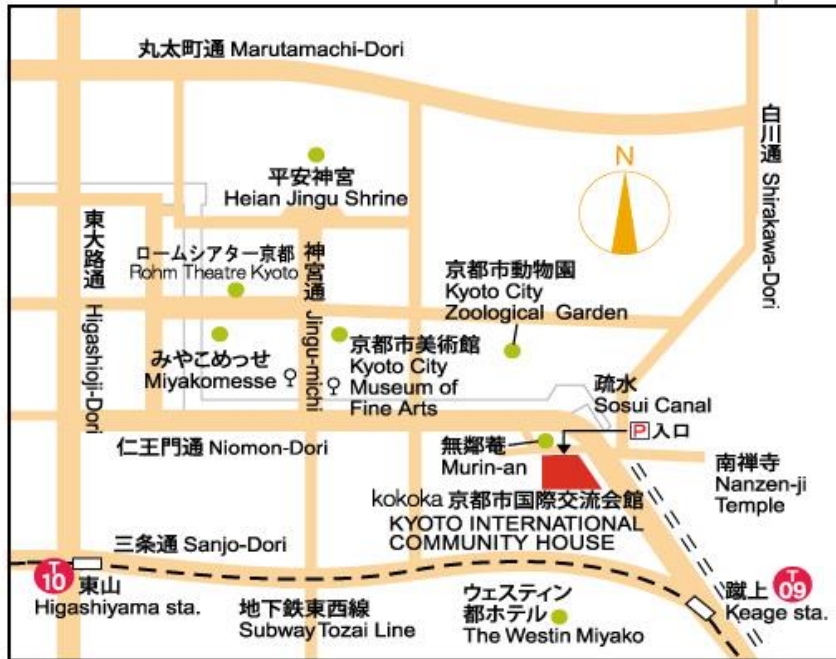 丸太町通 Marutamachi-Dori
白川通 Shirakawa-Dori
N
平安神宮
Heian Jingu Shrine
東大路通 Higashioji-Dori
ロームシアター京都
Rohm Theatre Kyoto
神宮通 Jingu-michi
京都市動物園
Kyoto City
Zoological Garden
みやこめっせ
Miyakomesse
京都市美術館
Kyoto City
Museum of
Fine Arts
疏水
Sosui Canal
P入口
仁王門通 Niomon-Dori
無鄰菴
Murin-an
南禅寺
Nanzen-ji
Temple
kokoka 京都市国際交流会館
KYOTO INTERNATIONAL
COMMUNITY HOUSE
三条通 Sanjo-Dori
T
10
東山
Higashiyama sta.
地下鉄東西線
Subway Tozai Line
ウェスティン
都ホテル
The Westin Miyako
蹴上
T
09
Keage sta.